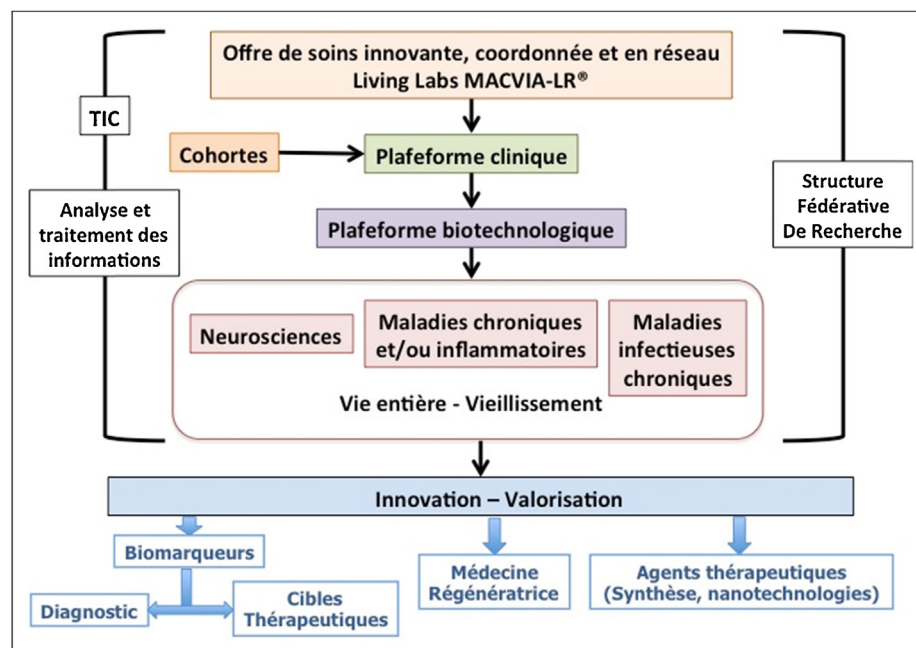 Offre de soins innovante, coordonnée et en réseau
Living Labs MACVIA-LR®
TIC
Cohortes
Plafeforme clinique
Analyse et
traitement des
informations
Structure
Fédérative
De Recherche
Plafeforme biotechnologique
Neurosciences
Maladies chroniques
et/ou inflammatoires
Maladies
infectieuses
chroniques
Vie entière - Vieillissement
Innovation – Valorisation
Biomarqueurs
Diagnostic
Cibles
Thérapeutiques
Médecine
Régénératrice
Agents thérapeutiques
(Synthèse, nanotechnologies)